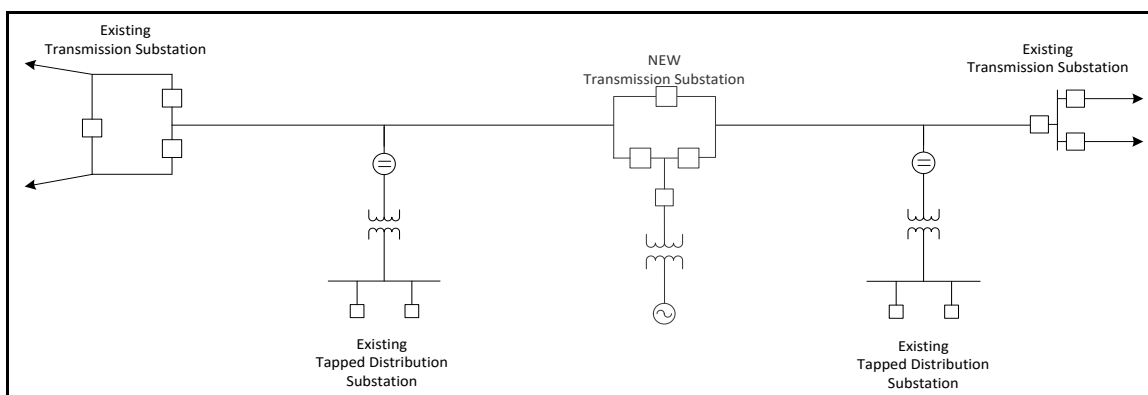 Existing
Transmission Substation
NEW
Transmission Substation
Existing
Transmission Substation
Existing
Tapped Distribution
Substation
Existing
Tapped Distribution
Substation